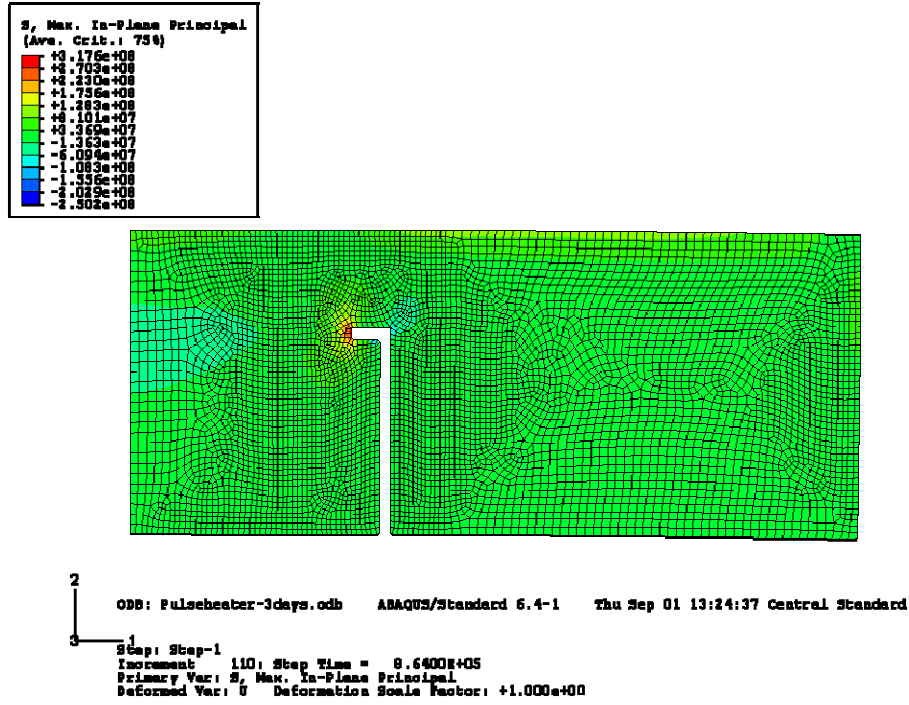 S, Max. In-Plane Principal
(Ave. Crit.: 75%)
+3.176e+08
+2.703e+08
+2.230e+08
+1.756e+08
+1.283e+08
+8.101e+07
+3.369e+07
-1.363e+07
-6.094e+07
-1.083e+08
-1.556e+08
-2.029e+08
-2.502e+08
2
3
1
ODB: Pulseheater-3days.odb ABAQUS/Standard 6.4-1 Thu Sep 01 13:24:37 Central Standard
Step: Step-1
Increment 110: Step Time = 8.6400E+05
Primary Var: S, Max. In-Plane Principal
Deformed Var: U Deformation Scale Factor: +1.000e+00